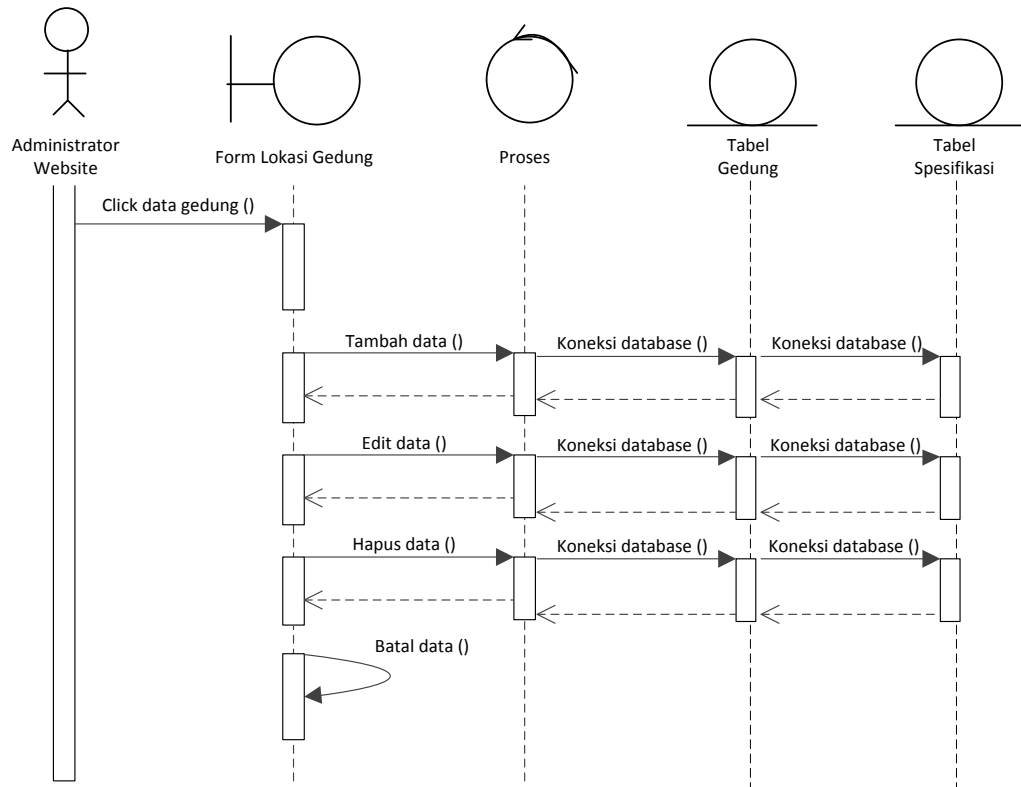 Administrator
Website
Form Lokasi Gedung
Proses
Tabel
Gedung
Tabel
Spesifikasi
Click data gedung ()
Tambah data ()
Koneksi database ()
Koneksi database ()
Edit data ()
Koneksi database ()
Koneksi database ()
Hapus data ()
Koneksi database ()
Koneksi database ()
Batal data ()